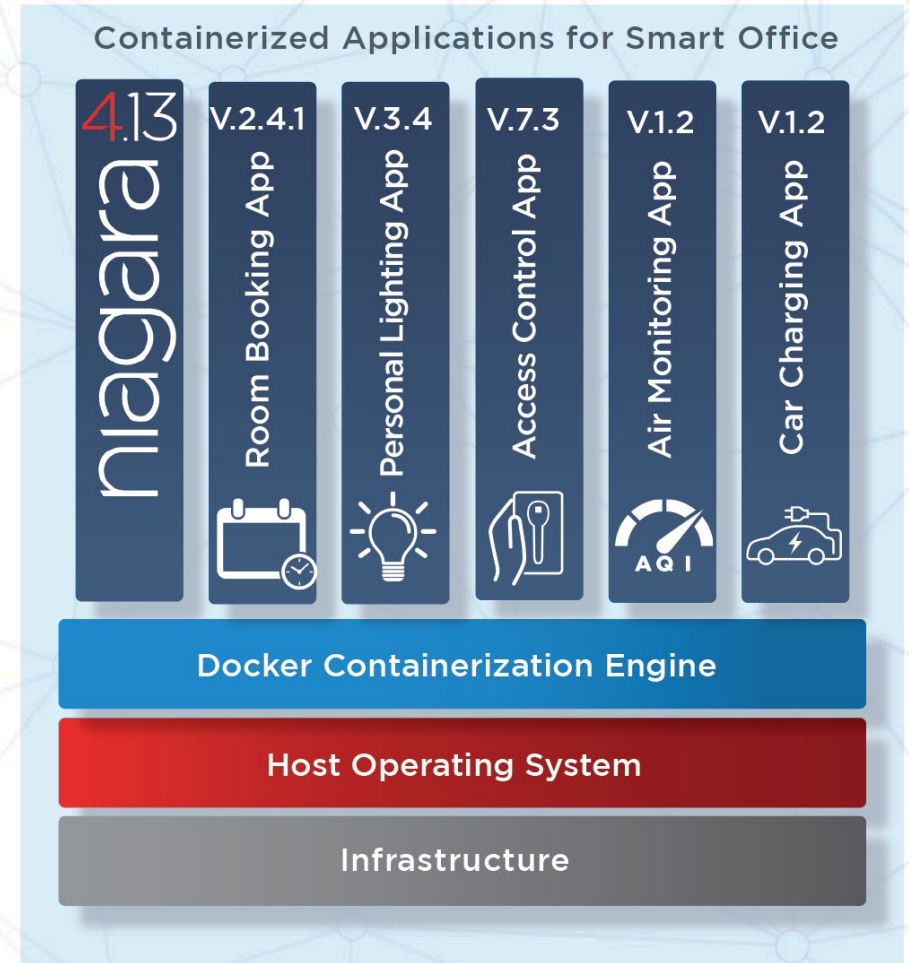 Containerized Applications for Smart Office
4.13
niagara
V.2.4.1
Room Booking App
V.3.4
Personal Lighting App
V.7.3
Access Control App
V.1.2
Air Monitoring App
AQI
V.1.2
Car Charging App
Docker Containerization Engine
Host Operating System
Infrastructure